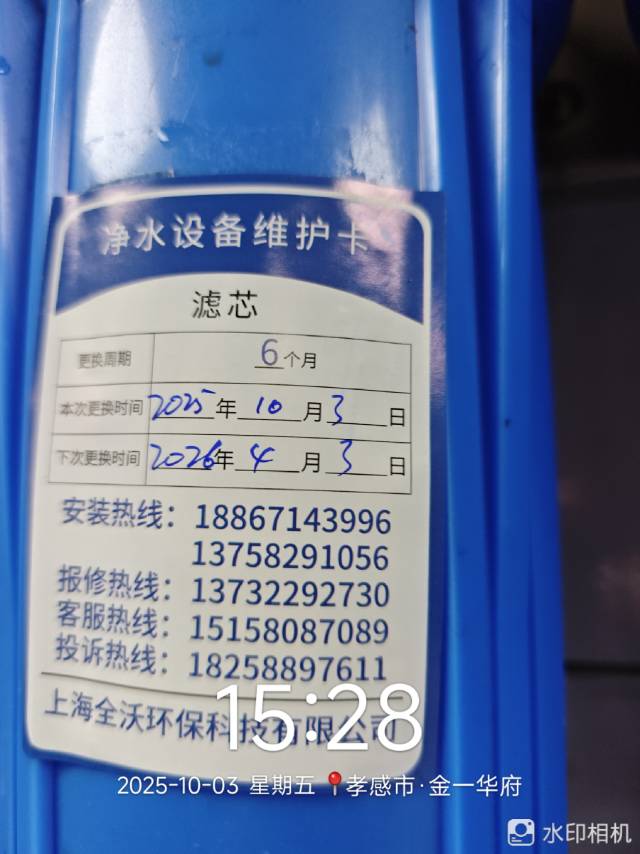 净水设备维护卡
滤芯
更换周期 6个月
本次更换时间 2025年10月3日
下次更换时间 2026年4月3日
安装热线：18867143996
13758291056
报修热线：13732292730
客服热线：15158087089
投诉热线：18258897611
上海全沃环保科技有限公司
15:28
2025-10-03 星期五 孝感市·金一华府
水印相机